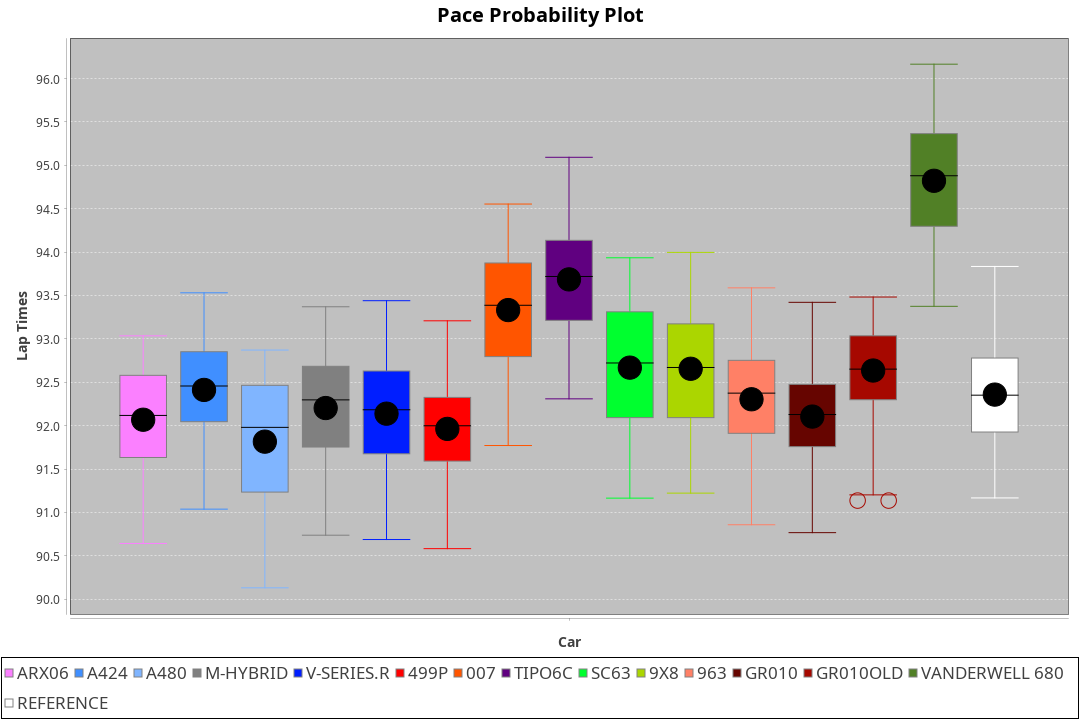 Pace Probability Plot
96.0
95.5
95.0
94.5
94.0
93.5
93.0
92.5
92.0
91.5
91.0
90.5
90.0
Lap Times
Car
ARX06 A424 A480 M-HYBRID V-SERIES.R 499P 007 TIPO6C SC63 9X8 963 GR010 GR010OLD VANDERWELL 680
REFERENCE